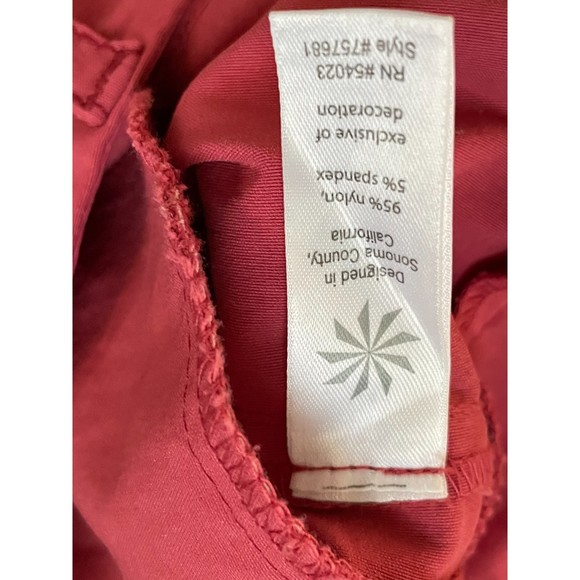 Designed in
Sonoma County,
California
95% nylon,
5% spandex
exclusive of
decoration
RN #54023
Style #757681